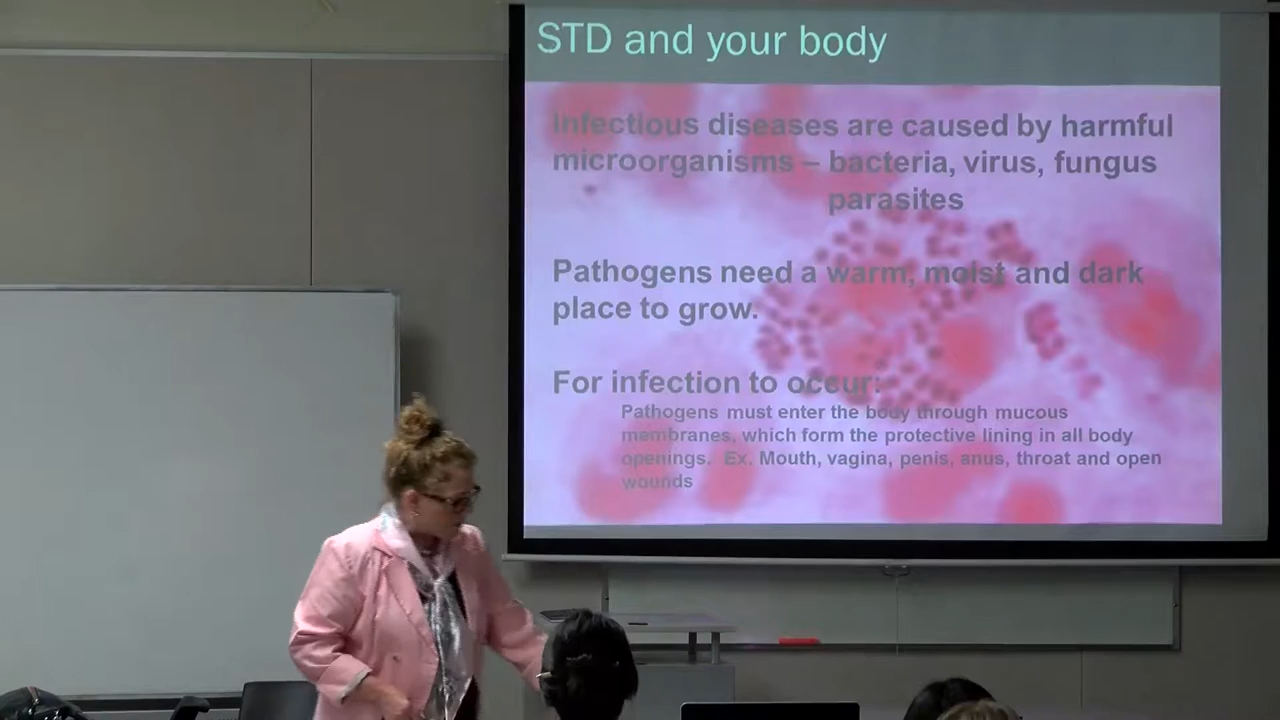 STD and your body
Infectious diseases are caused by harmful
microorganisms – bacteria, virus, fungus
parasites
Pathogens need a warm, moist and dark
place to grow.
For infection to occur:
Pathogens must enter the body through mucous
membranes, which form the protective lining in all body
openings. Ex. Mouth, vagina, penis, anus, throat and open
wounds